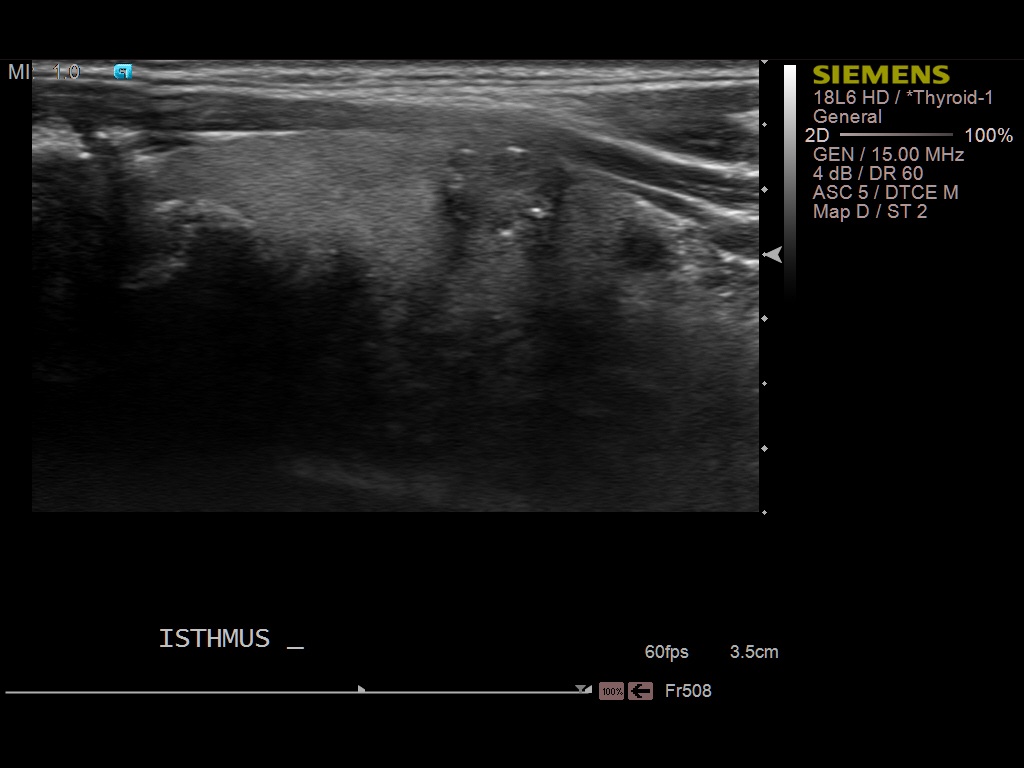 MI 1.0
SIEMENS
18L6 HD / *Thyroid-1
General
2D 100%
GEN / 15.00 MHz
4 dB / DR 60
ASC 5 / DTCE M
Map D / ST 2
ISTHMUS _
60fps 3.5cm
100% Fr508